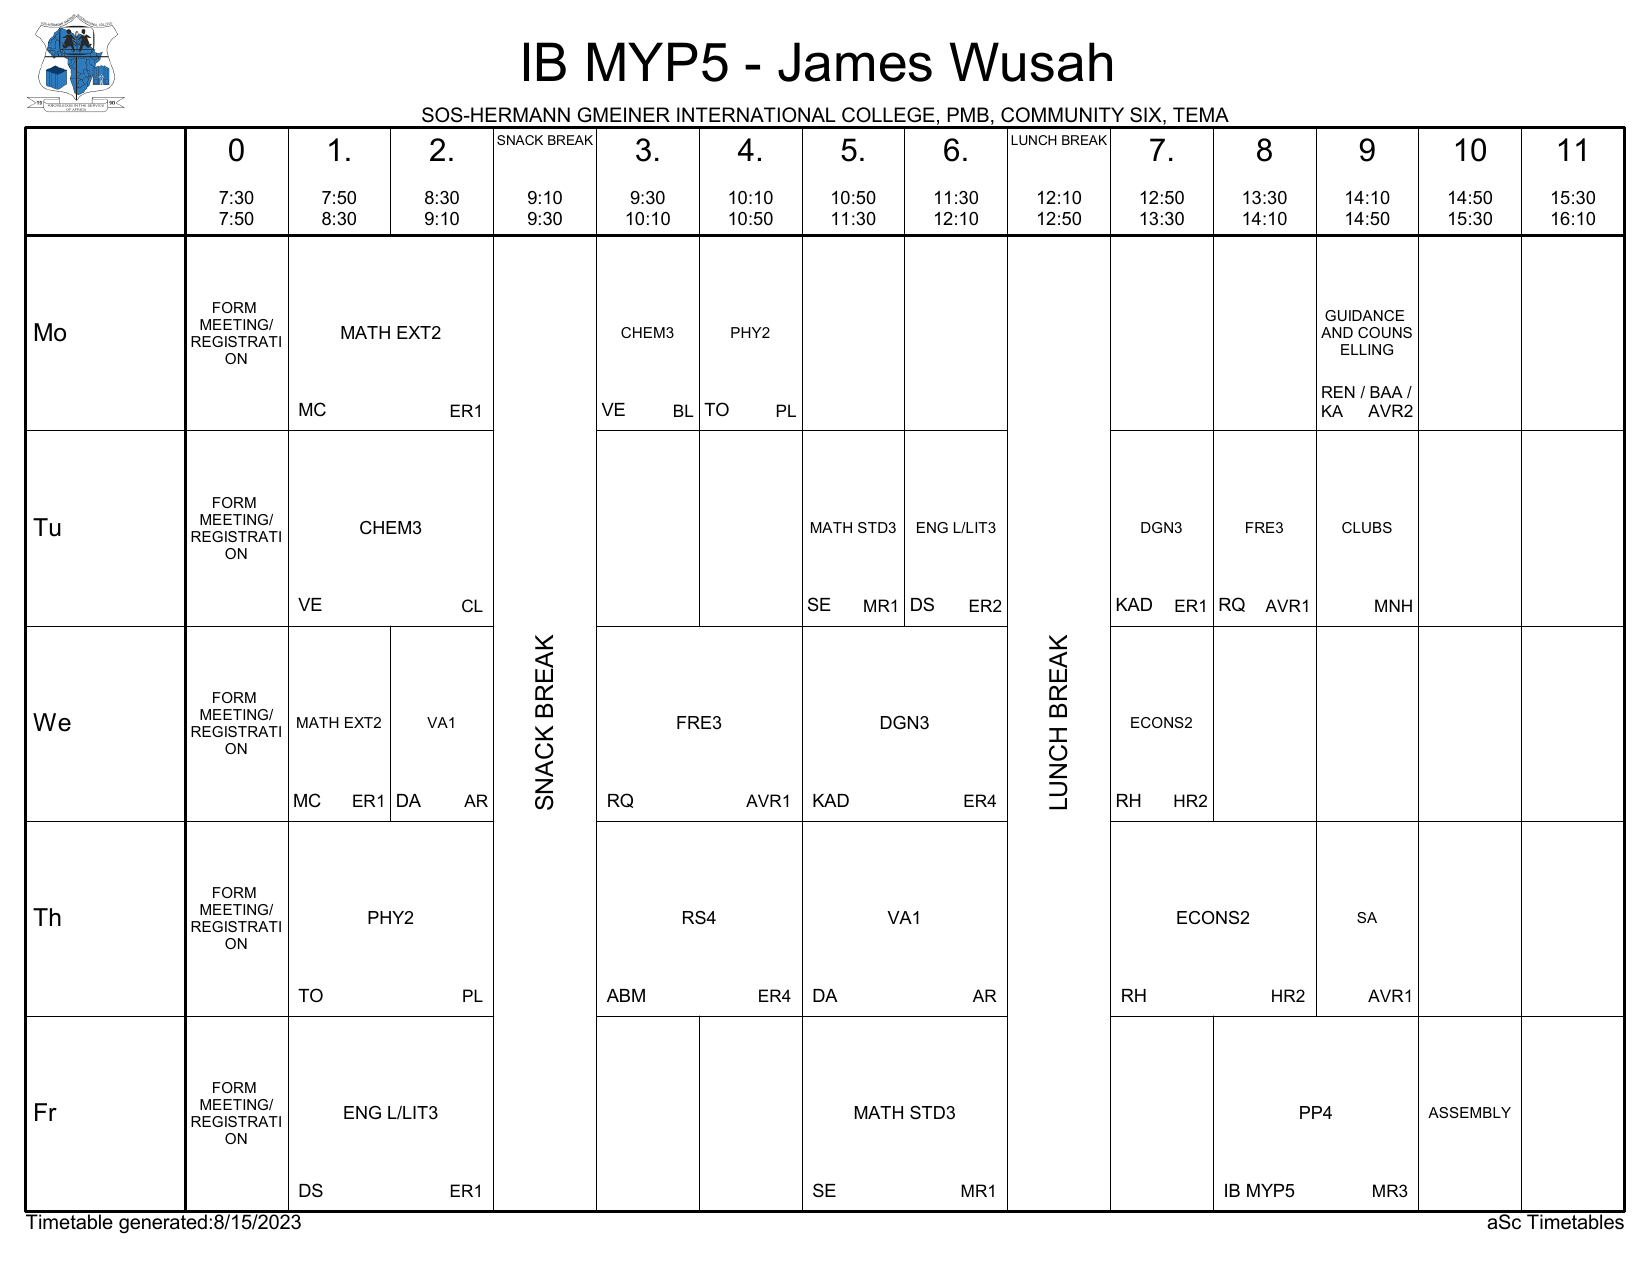 IB MYP5 - James Wusah
SOS-HERMANN GMEINER INTERNATIONAL COLLEGE, PMB, COMMUNITY SIX, TEMA
0 1. 2. SNACK BREAK 3. 4. 5. 6. LUNCH BREAK 7. 8 9 10 11
7:30 7:50 8:30 9:10 9:30 10:10 10:50 11:30 12:10 12:50 13:30 14:10 14:50 15:30
7:50 8:30 9:10 9:30 10:10 10:50 11:30 12:10 12:50 13:30 14:10 14:50 15:30 16:10
Mo
FORM
MEETING/
REGISTRATI
ON
MATH EXT2
MC ER1
CHEM3
VE BL
PHY2
TO PL
GUIDANCE
AND COUNS
ELLING
REN / BAA /
KA AVR2
Tu
FORM
MEETING/
REGISTRATI
ON
CHEM3
VE CL
MATH STD3
SE MR1
ENG L/LIT3
DS ER2
DGN3
KAD ER1
FRE3
RQ AVR1
CLUBS
MNH
We
FORM
MEETING/
REGISTRATI
ON
MATH EXT2
MC ER1
VA1
DA AR
SNACK BREAK
FRE3
RQ AVR1
DGN3
KAD ER4
LUNCH BREAK
ECONS2
RH HR2
Th
FORM
MEETING/
REGISTRATI
ON
PHY2
TO PL
RS4
ABM ER4
VA1
DA AR
ECONS2
RH HR2
SA
AVR1
Fr
FORM
MEETING/
REGISTRATI
ON
ENG L/LIT3
DS ER1
MATH STD3
SE MR1
PP4
IB MYP5 MR3
ASSEMBLY
Timetable generated:8/15/2023
aSc Timetables